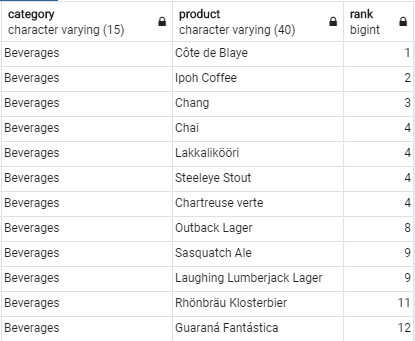 category product rank
character varying (15) character varying (40) bigint
Beverages Côte de Blaye 1
Beverages Ipoh Coffee 2
Beverages Chang 3
Beverages Chai 4
Beverages Lakkalikööri 4
Beverages Steeleye Stout 4
Beverages Chartreuse verte 4
Beverages Outback Lager 8
Beverages Sasquatch Ale 9
Beverages Laughing Lumberjack Lager 9
Beverages Rhönbräu Klosterbier 11
Beverages Guaraná Fantástica 12